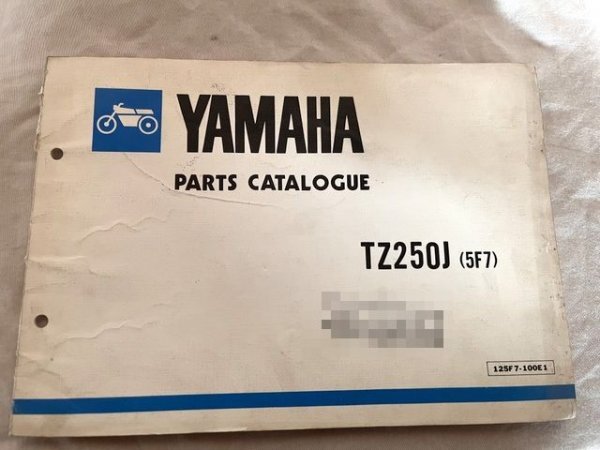 YAMAHA
PARTS CATALOGUE
TZ250J (5F7)
125F7-100E1